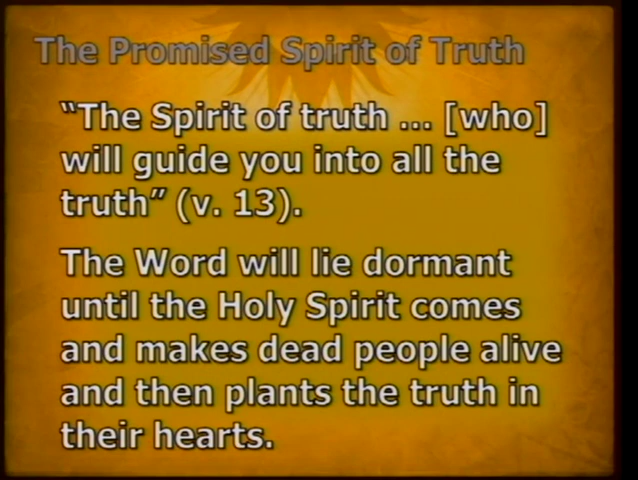 The Promised Spirit of Truth
“The Spirit of truth ... [who]
will guide you into all the
truth” (v. 13).
The Word will lie dormant
until the Holy Spirit comes
and makes dead people alive
and then plants the truth in
their hearts.